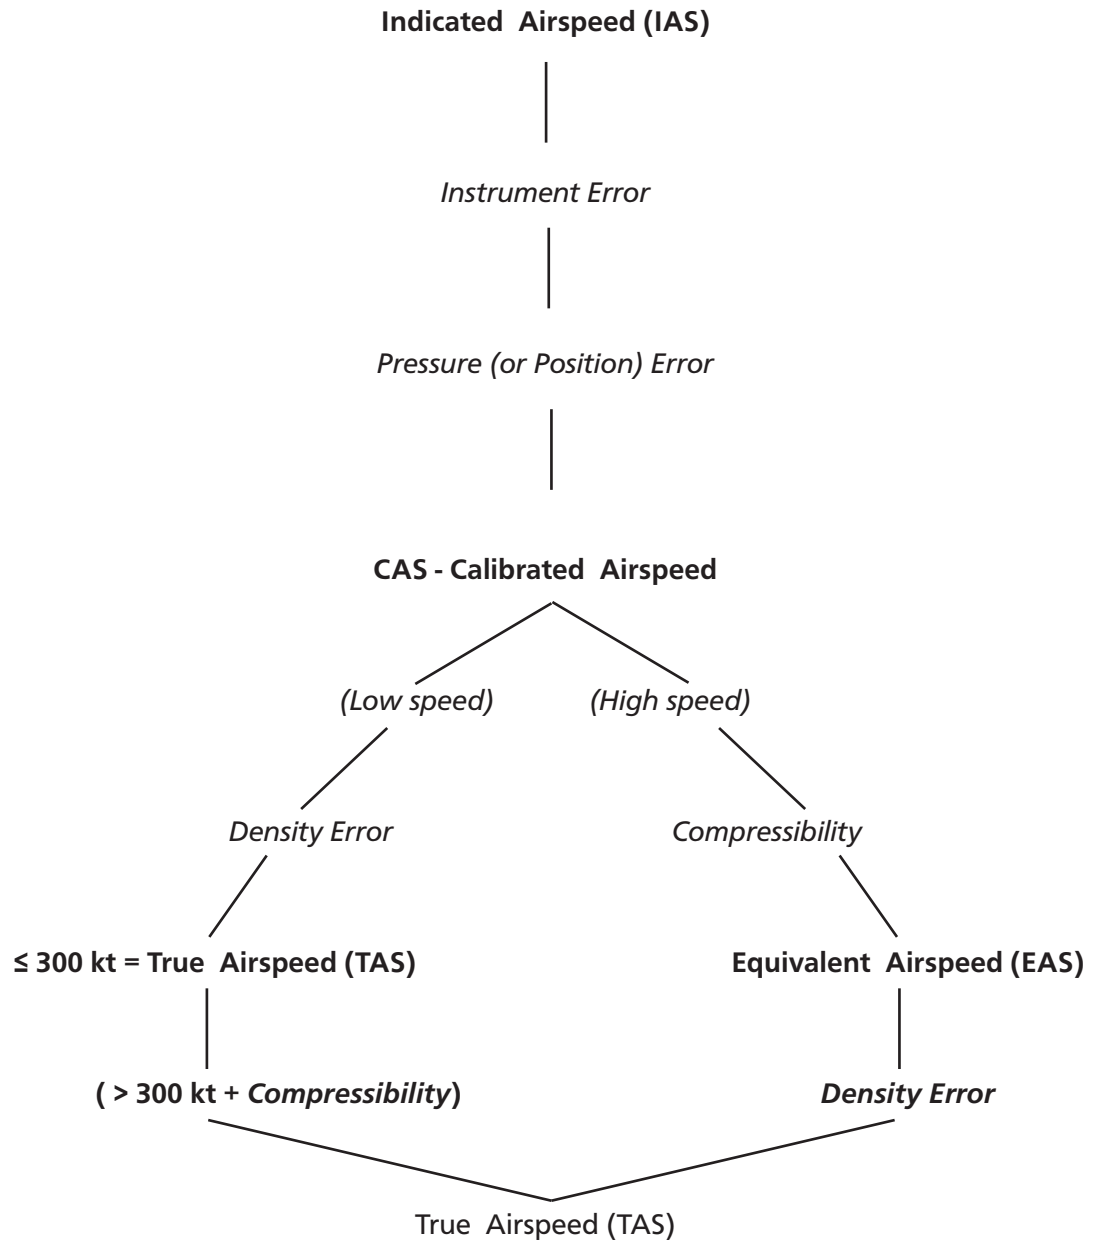 Indicated Airspeed (IAS)
Instrument Error
Pressure (or Position) Error
CAS - Calibrated Airspeed
(Low speed)
(High speed)
Density Error
Compressibility
≤ 300 kt = True Airspeed (TAS)
Equivalent Airspeed (EAS)
( > 300 kt + Compressibility)
Density Error
True Airspeed (TAS)